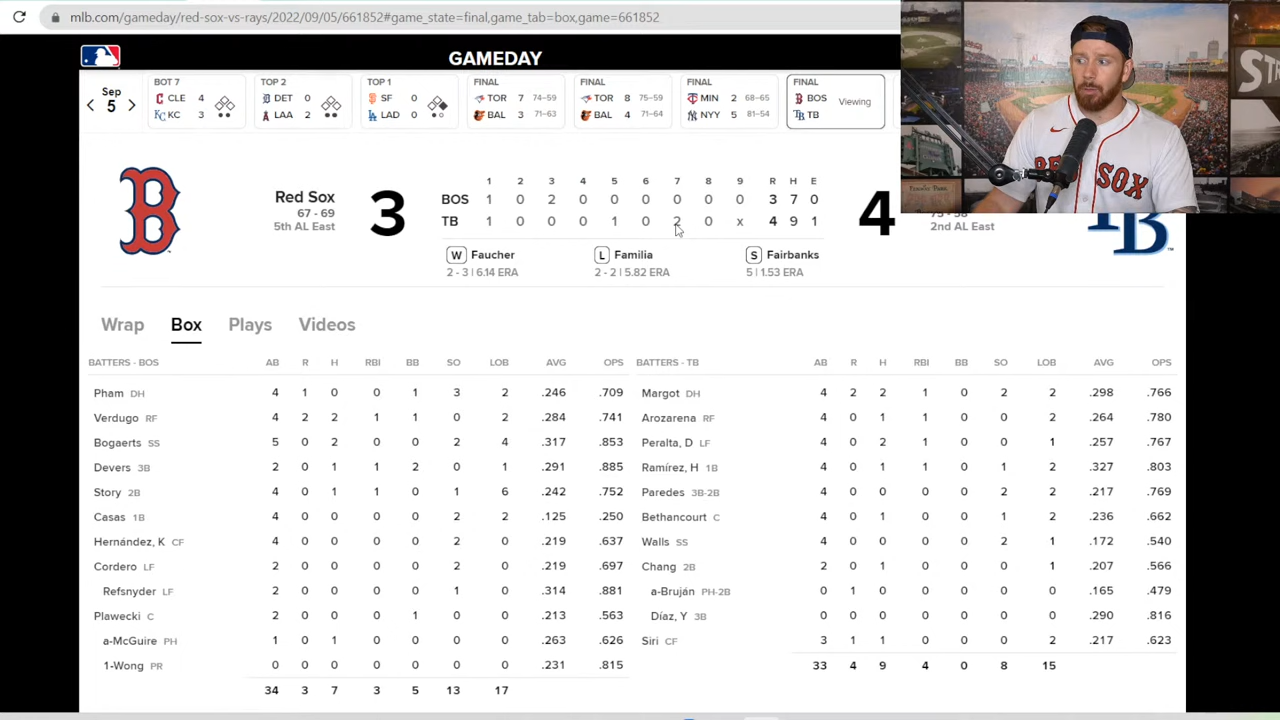 mlb.com/gameday/red-sox-vs-rays/2022/09/05/661852#game_state=final,game_tab=box,game=661852
GAMEDAY
Sep
5
BOT 7
CLE 4
KC 3
TOP 2
DET 0
LAA 2
TOP 1
SF 0
LAD 0
FINAL
TOR 7 74-59
BAL 3 71-63
FINAL
TOR 8 75-59
BAL 4 71-64
FINAL
MIN 2 68-65
NYY 5 81-54
FINAL
BOS
TB
Viewing
RED SOX
Red Sox
67 - 69
5th AL East
3
1 2 3 4 5 6 7 8 9 R H E
BOS 1 0 2 0 0 0 0 0 0 3 7 0
TB 0 0 0 1 0 2 0 x 4 9 1
4
2nd AL East
W Faucher
2 - 3 | 6.14 ERA
L Familia
2 - 2 | 5.82 ERA
S Fairbanks
5 | 1.53 ERA
Wrap Box Plays Videos
BATTERS - BOS AB R H RBI BB SO LOB AVG OPS
Pham DH 4 1 0 0 1 3 2 .246 .709
Verdugo RF 4 2 2 1 1 0 2 .284 .741
Bogaerts SS 5 0 2 0 0 2 4 .317 .853
Devers 3B 2 0 1 1 2 0 1 .291 .885
Story 2B 4 0 1 1 0 1 6 .242 .752
Casas 1B 4 0 0 0 0 2 2 .125 .250
Hernández, K CF 4 0 0 0 0 2 0 .219 .637
Cordero LF 2 0 0 0 0 2 0 .219 .697
Refsnyder LF 2 0 0 0 0 1 0 .314 .881
Plawecki C 2 0 0 0 1 0 0 .213 .563
a-McGuire PH 1 0 1 0 0 0 0 .263 .626
1-Wong PR 0 0 0 0 0 0 0 .231 .815
34 3 7 3 5 13 17
BATTERS - TB AB R H RBI BB SO LOB AVG OPS
Margot DH 4 2 2 1 0 2 2 .298 .766
Arozarena RF 4 0 1 1 0 0 2 .264 .780
Peralta, D LF 4 0 2 1 0 0 1 .257 .767
Ramírez, H 1B 4 0 1 1 0 1 2 .327 .803
Paredes 3B-2B 4 0 0 0 0 2 2 .217 .769
Bethancourt C 4 0 1 0 0 1 2 .236 .662
Walls SS 4 0 0 0 0 2 1 .172 .540
Chang 2B 2 0 1 0 0 0 1 .207 .566
a-Bruján PH-2B 0 1 0 0 0 0 0 .165 .479
Díaz, Y 3B 0 0 0 0 0 0 0 .290 .816
Siri CF 3 1 1 0 0 0 2 .217 .623
33 4 9 4 0 8 15